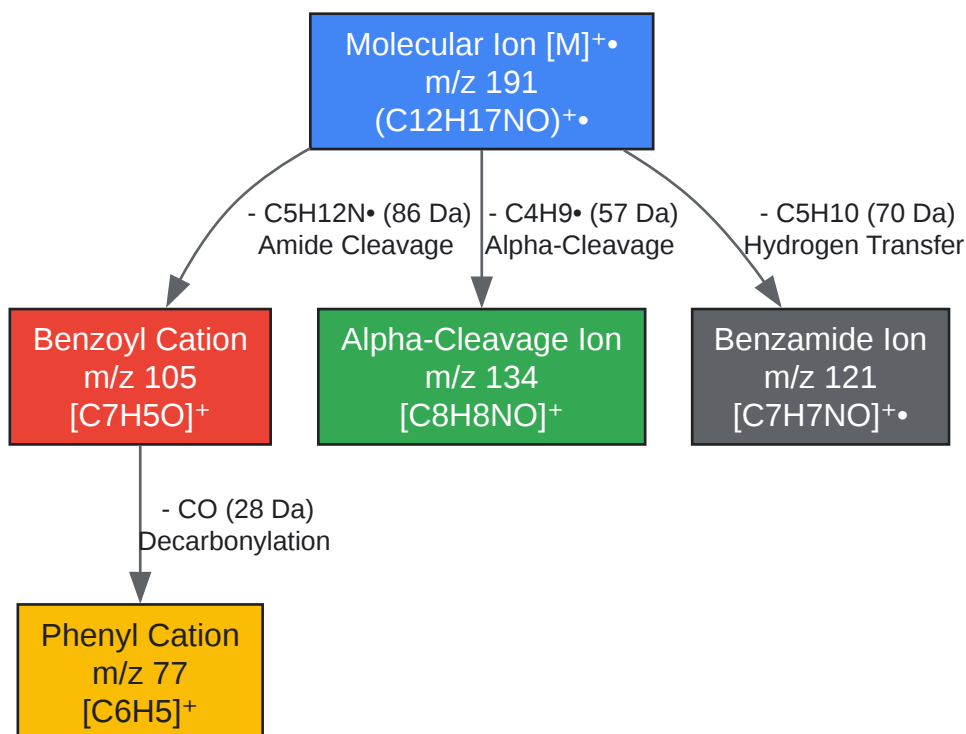 Molecular Ion [M]⁺•
m/z 191
(C12H17NO)⁺•
- C5H12N• (86 Da)
Amide Cleavage
- C4H9• (57 Da)
Alpha-Cleavage
- C5H10 (70 Da)
Hydrogen Transfer
Benzoyl Cation
m/z 105
[C7H5O]⁺
Alpha-Cleavage Ion
m/z 134
[C8H8NO]⁺
Benzamide Ion
m/z 121
[C7H7NO]⁺•
- CO (28 Da)
Decarbonylation
Phenyl Cation
m/z 77
[C6H5]⁺